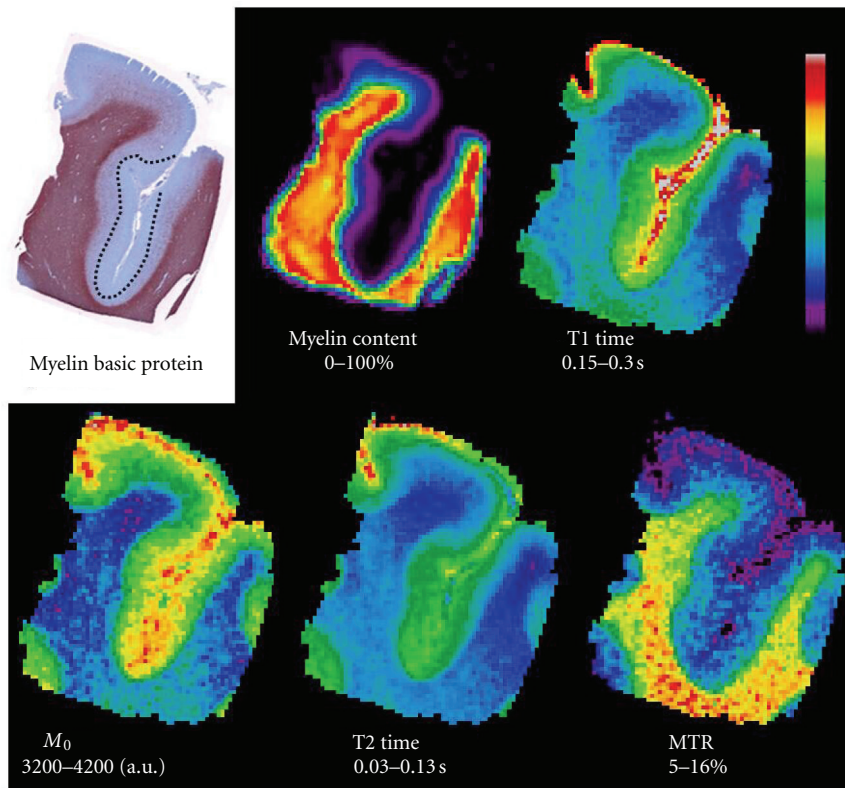 Myelin basic protein
Myelin content
0–100%
T1 time
0.15–0.3 s
M0
3200–4200 (a.u.)
T2 time
0.03–0.13 s
MTR
5–16%